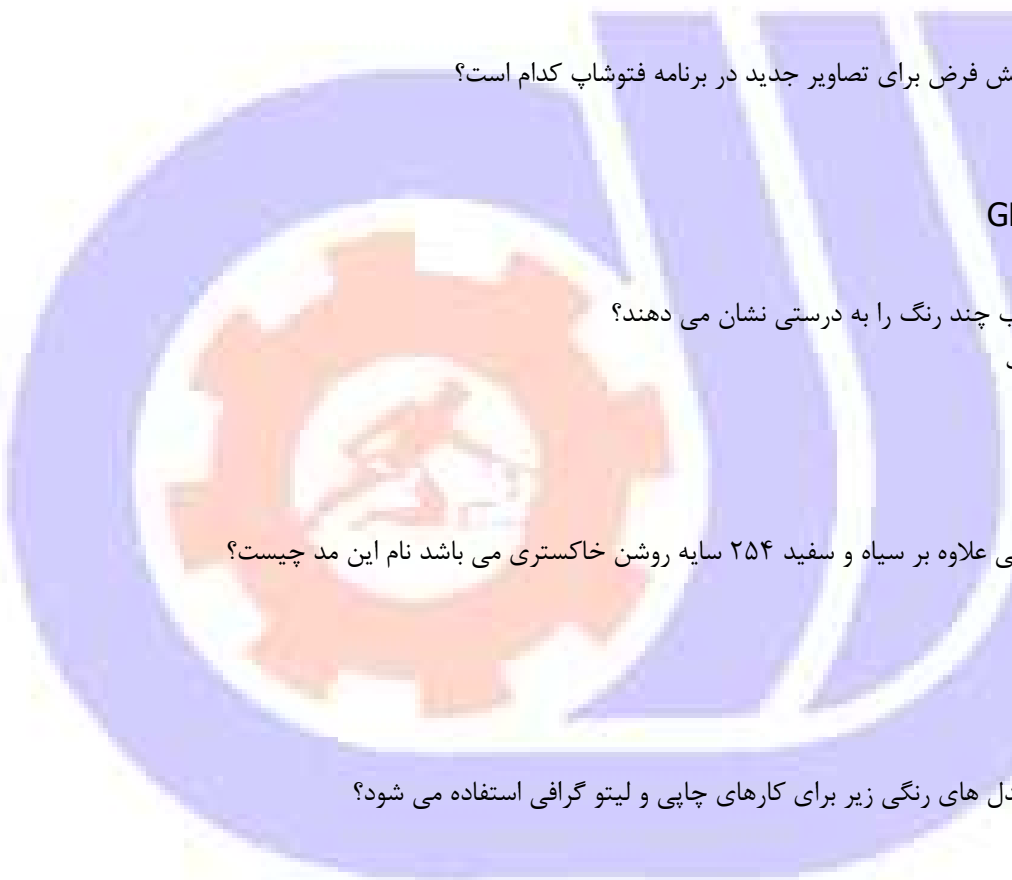 ش فرض برای تصاویر جدید در برنامه فتوشاپ کدام است؟
G
ب چند رنگ را به درستی نشان می دهند؟
ی علاوه بر سیاه و سفید ۲۵۴ سایه روشن خاکستری می باشد نام این مد چیست؟
دل های رنگی زیر برای کارهای چاپی و لیتو گرافی استفاده می شود؟